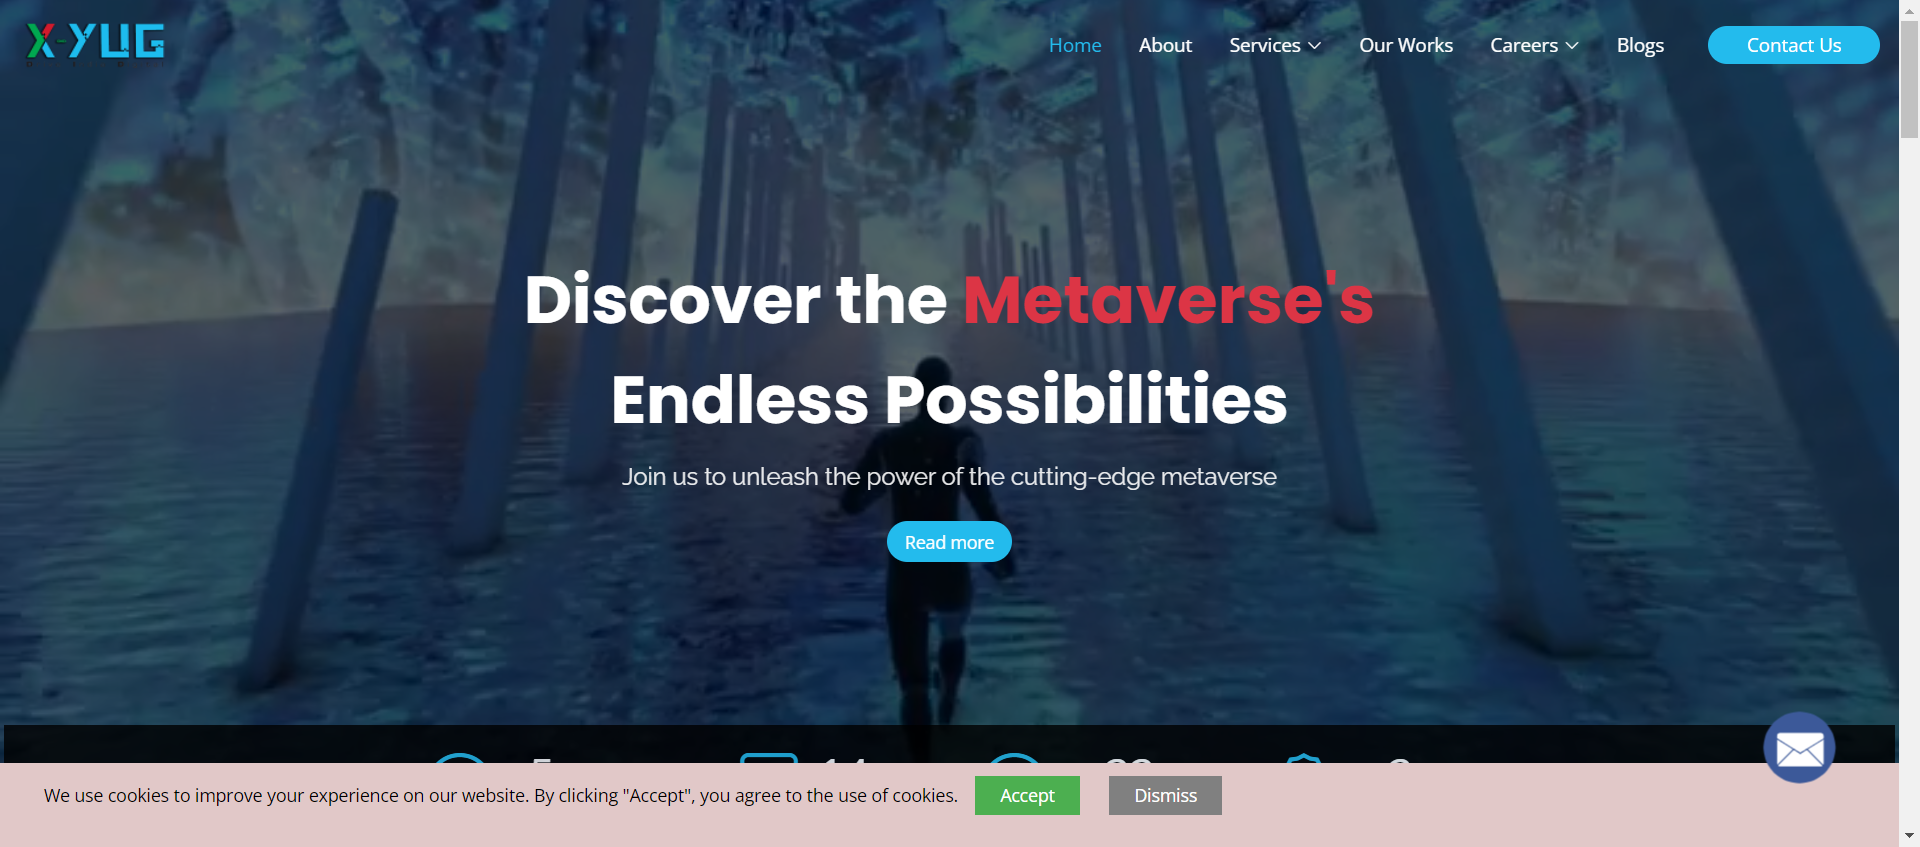 X-YUG
Home
About
Services
Our Works
Careers
Blogs
Contact Us
Discover the Metaverse's
Endless Possibilities
Join us to unleash the power of the cutting-edge metaverse
Read more
We use cookies to improve your experience on our website. By clicking "Accept", you agree to the use of cookies.
Accept
Dismiss